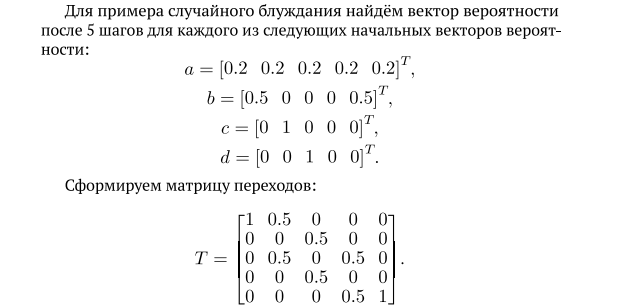 Для примера случайного блуждания найдём вектор вероятности
после 5 шагов для каждого из следующих начальных векторов вероят-
ности:
a = [0.2 0.2 0.2 0.2 0.2]^T,
b = [0.5 0 0 0 0.5]^T,
c = [0 1 0 0 0]^T,
d = [0 0 1 0 0]^T.
Сформируем матрицу переходов:
1 0.5 0 0 0
0 0 0.5 0 0
T = 0 0.5 0 0.5 0 .
0 0 0.5 0 0
0 0 0 0.5 1